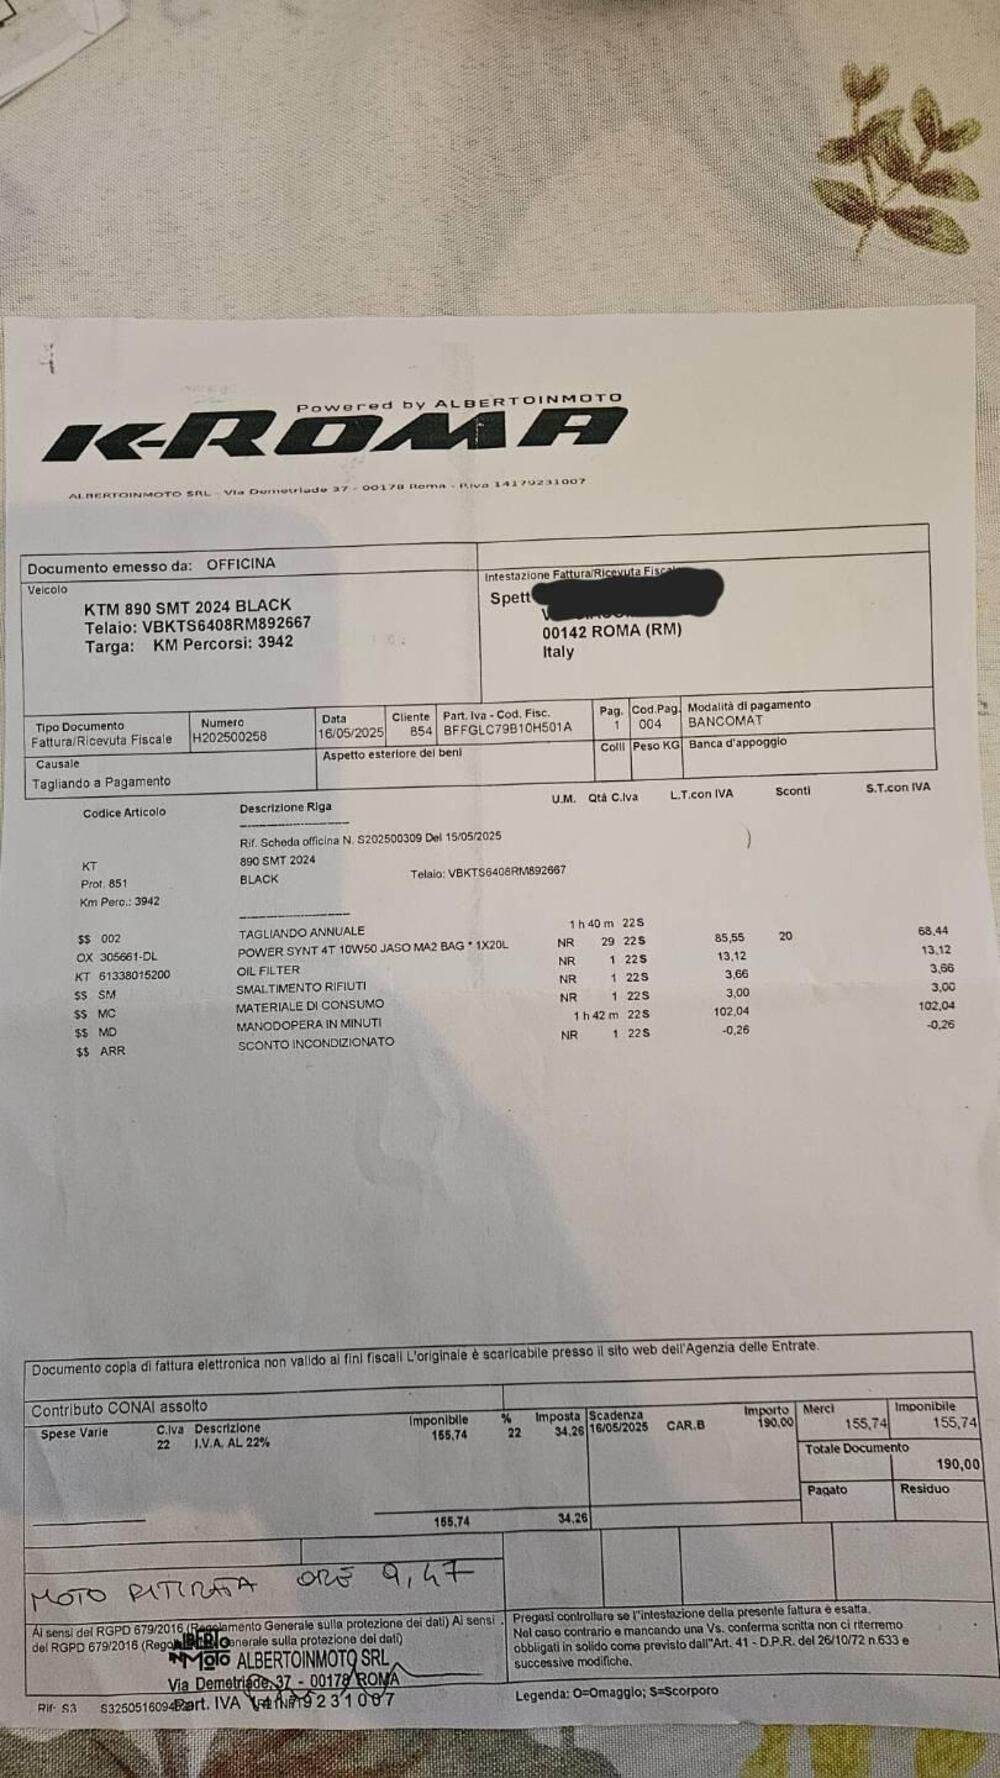 Powered by ALBERTOINMOTO
K-ROMA
ALBERTOINMOTO SRL - Via Demetriade 37 - 00178 Roma - P.iva 14179231007
Documento emesso da: OFFICINA
Veicolo
KTM 890 SMT 2024 BLACK
Telaio: VBKTS6408RM892667
Targa: KM Percorsi: 3942
Intestazione Fattura/Ricevuta Fisc
Spett
00142 ROMA (RM)
Italy
Tipo Documento Numero Data Cliente Part. Iva - Cod. Fisc. Pag. Cod.Pag. Modalità di pagamento
Fattura/Ricevuta Fiscale H202500258 16/05/2025 854 BFFGLC79B10H501A 1 004 BANCOMAT
Causale Aspetto esteriore dei beni Colli Peso KG Banca d'appoggio
Tagliando a Pagamento
Codice Articolo Descrizione Riga U.M. Qtà C.Iva L.T.con IVA Sconti S.T.con IVA
Rif. Scheda officina N. S202500309 Del 15/05/2025
KT 890 SMT 2024
Prot. 851 BLACK Telaio: VBKTS6408RM892667
Km Perc.: 3942
$$ 002 TAGLIANDO ANNUALE 1 h 40 m 22S
OX 305661-DL POWER SYNT 4T 10W50 JASO MA2 BAG * 1X20L NR 29 22S 85,55 20 68,44
KT 61338015200 OIL FILTER NR 1 22S 13,12 13,12
$$ SM SMALTIMENTO RIFIUTI NR 1 22S 3,66 3,66
$$ MC MATERIALE DI CONSUMO NR 1 22S 3,00 3,00
$$ MD MANODOPERA IN MINUTI 1 h 42 m 22S 102,04 102,04
$$ ARR SCONTO INCONDIZIONATO NR 1 22S -0,26 -0,26
Documento copia di fattura elettronica non valido ai fini fiscali L'originale è scaricabile presso il sito web dell'Agenzia delle Entrate.
Contributo CONAI assolto
Spese Varie C.Iva Descrizione Imponibile % Imposta Scadenza Importo Merci Imponibile
22 I.V.A. AL 22% 155,74 22 34,26 16/05/2025 CAR.B 190,00 155,74 155,74
Totale Documento
190,00
Pagato Residuo
155,74 34,26
MOTO RITIRATA ORE 9,47
Ai sensi del RGPD 679/2016 (Regolamento Generale sulla protezione dei dati) Ai sensi
del RGPD 679/2016 (Rego enerale sulla protezione dei dati)
INMOTO ALBERTOINMOTO SRL
Via Demetriade, 37 - 00178 ROMA
Part. IVA 14179231007
Pregasi controllare se l'intestazione della presente fattura è esatta.
Nel caso contrario e mancando una Vs. conferma scritta non ci riterremo
obbligati in solido come previsto dall'Art. 41 - D.P.R. del 26/10/72 n.633 e
successive modifiche.
Rif- S3
Legenda: O=Omaggio; S=Scorporo